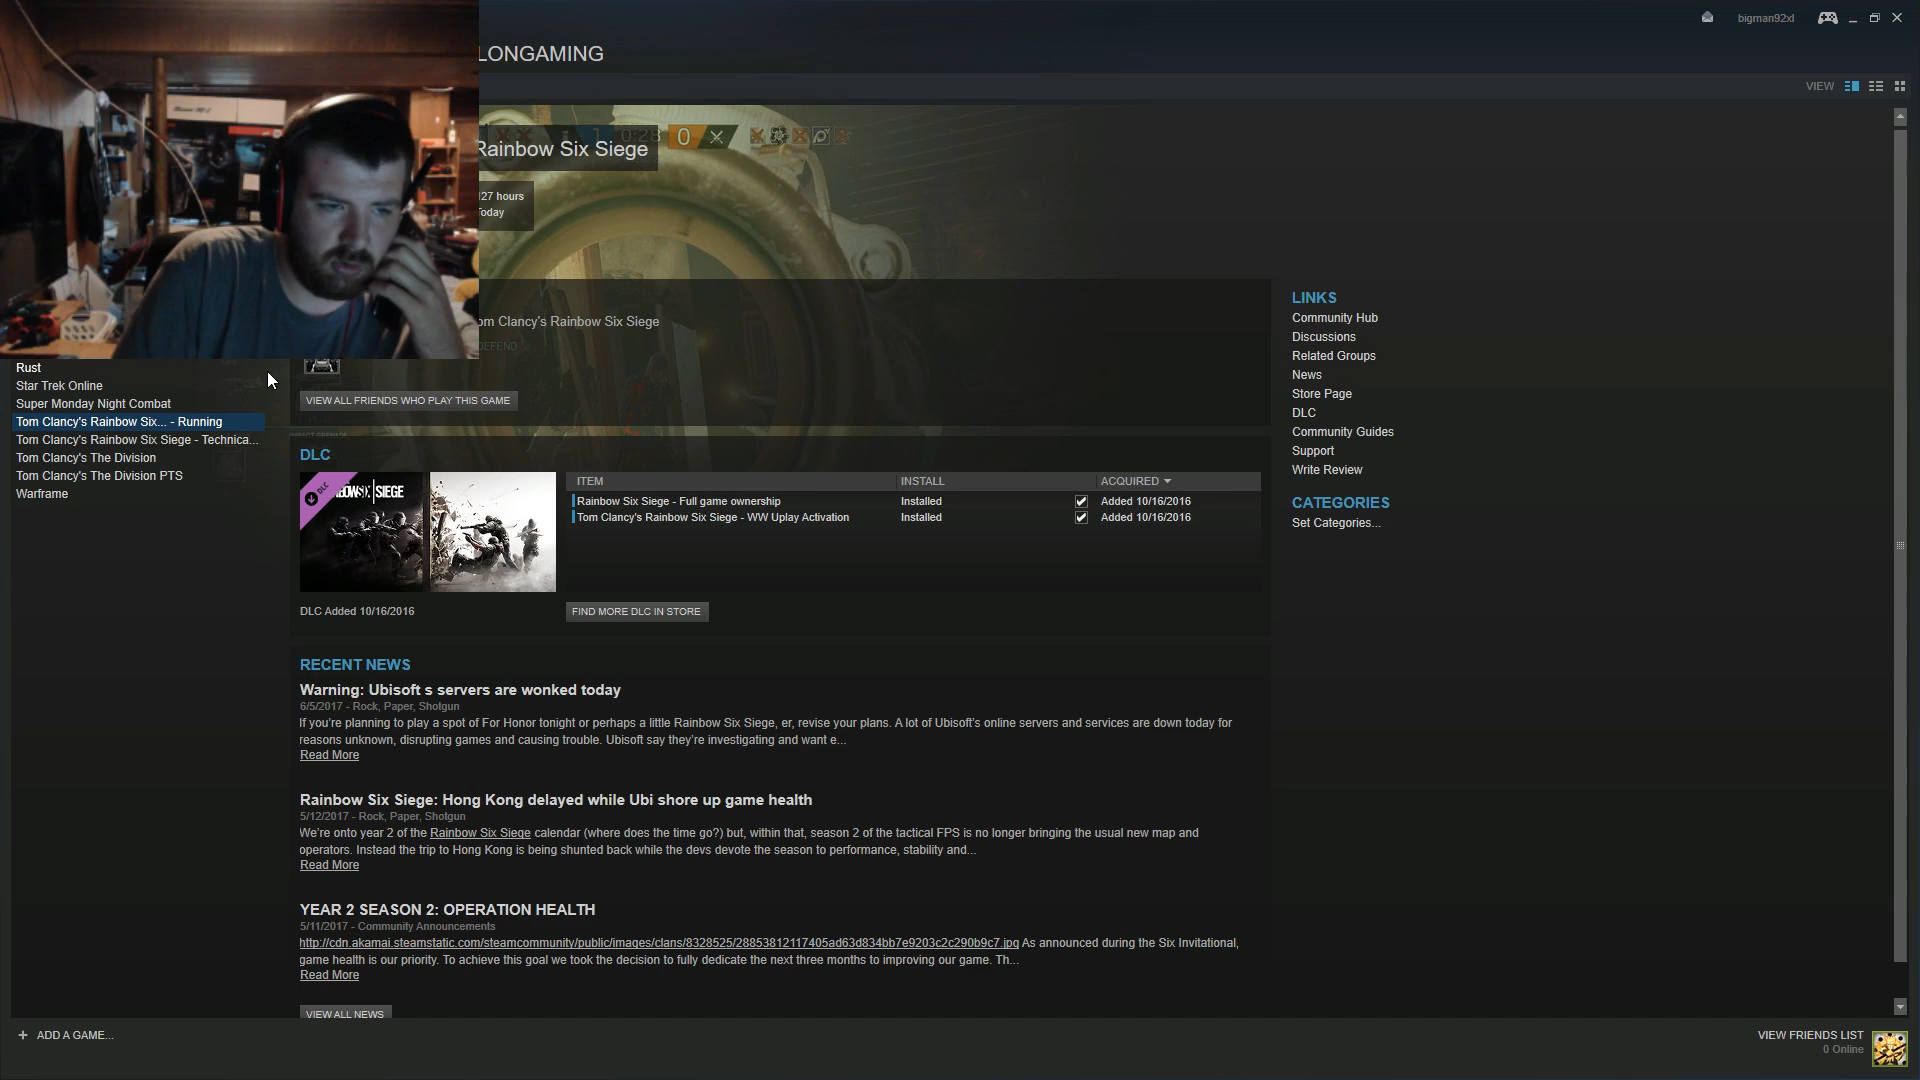 bigman92xl
LONGAMING
VIEW
1 0:28 0
Rainbow Six Siege
127 hours
Today
om Clancy's Rainbow Six Siege
DEFEND
Rust
Star Trek Online
Super Monday Night Combat
Tom Clancy's Rainbow Six... - Running
Tom Clancy's Rainbow Six Siege - Technica...
Tom Clancy's The Division
Tom Clancy's The Division PTS
Warframe
VIEW ALL FRIENDS WHO PLAY THIS GAME
DLC
DLC
BOWSIX|SIEGE
ITEM INSTALL ACQUIRED
Rainbow Six Siege - Full game ownership Installed Added 10/16/2016
Tom Clancy's Rainbow Six Siege - WW Uplay Activation Installed Added 10/16/2016
DLC Added 10/16/2016
FIND MORE DLC IN STORE
RECENT NEWS
Warning: Ubisoft s servers are wonked today
6/5/2017 - Rock, Paper, Shotgun
If you're planning to play a spot of For Honor tonight or perhaps a little Rainbow Six Siege, er, revise your plans. A lot of Ubisoft's online servers and services are down today for
reasons unknown, disrupting games and causing trouble. Ubisoft say they're investigating and want e...
Read More
Rainbow Six Siege: Hong Kong delayed while Ubi shore up game health
5/12/2017 - Rock, Paper, Shotgun
We're onto year 2 of the Rainbow Six Siege calendar (where does the time go?) but, within that, season 2 of the tactical FPS is no longer bringing the usual new map and
operators. Instead the trip to Hong Kong is being shunted back while the devs devote the season to performance, stability and...
Read More
YEAR 2 SEASON 2: OPERATION HEALTH
5/11/2017 - Community Announcements
http://cdn.akamai.steamstatic.com/steamcommunity/public/images/clans/8328525/28853812117405ad63d834bb7e9203c2c290b9c7.jpg As announced during the Six Invitational,
game health is our priority. To achieve this goal we took the decision to fully dedicate the next three months to improving our game. Th...
Read More
VIEW ALL NEWS
LINKS
Community Hub
Discussions
Related Groups
News
Store Page
DLC
Community Guides
Support
Write Review
CATEGORIES
Set Categories...
+ ADD A GAME...
VIEW FRIENDS LIST
0 Online